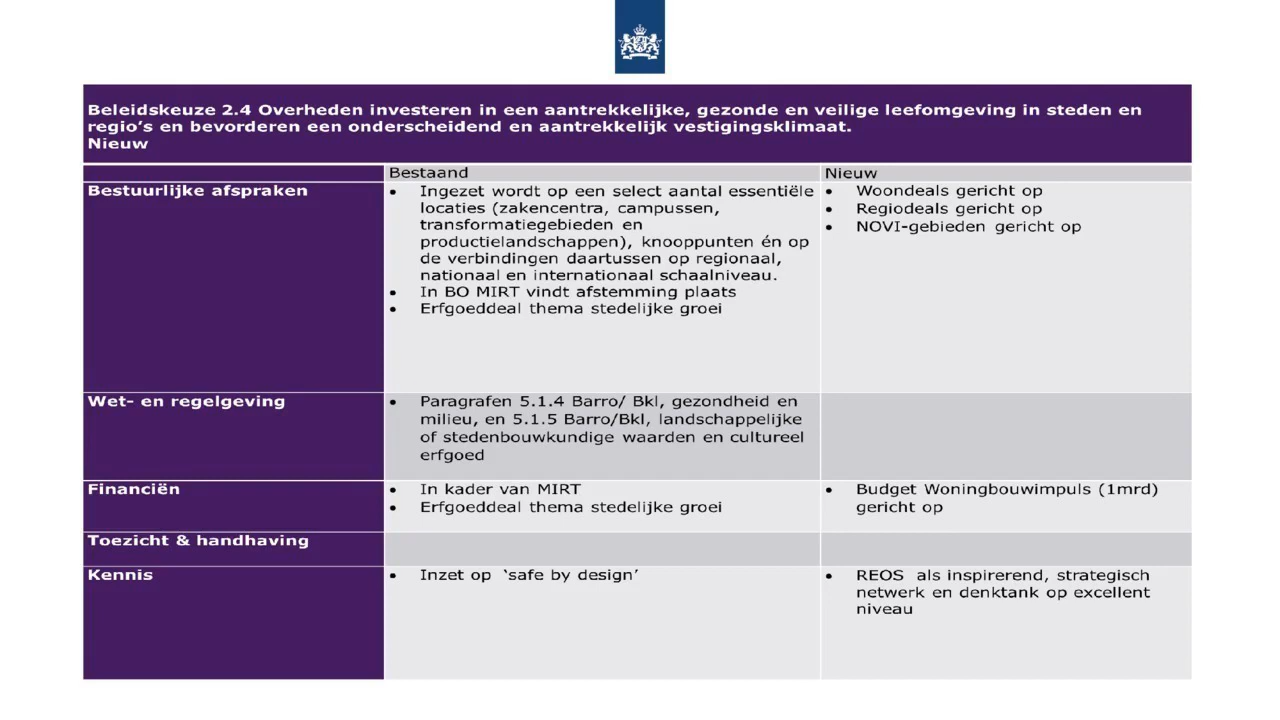 Beleidskeuze 2.4 Overheden investeren in een aantrekkelijke, gezonde en veilige leefomgeving in steden en
regio's en bevorderen een onderscheidend en aantrekkelijk vestigingsklimaat.
Nieuw
Bestaand
Nieuw
Bestuurlijke afspraken
• Ingezet wordt op een select aantal essentiële
locaties (zakencentra, campussen,
transformatiegebieden en
productielandschappen), knooppunten én op
de verbindingen daartussen op regionaal,
nationaal en internationaal schaalniveau.
• In BO MIRT vindt afstemming plaats
• Erfgoeddeal thema stedelijke groei
• Woondeals gericht op
• Regiodeals gericht op
• NOVI-gebieden gericht op
Wet- en regelgeving
• Paragrafen 5.1.4 Barro/ Bkl, gezondheid en
milieu, en 5.1.5 Barro/Bkl, landschappelijke
of stedenbouwkundige waarden en cultureel
erfgoed
Financiën
• In kader van MIRT
• Erfgoeddeal thema stedelijke groei
• Budget Woningbouwimpuls (1mrd)
gericht op
Toezicht & handhaving
Kennis
• Inzet op ‘safe by design’
• REOS als inspirerend, strategisch
netwerk en denktank op excellent
niveau